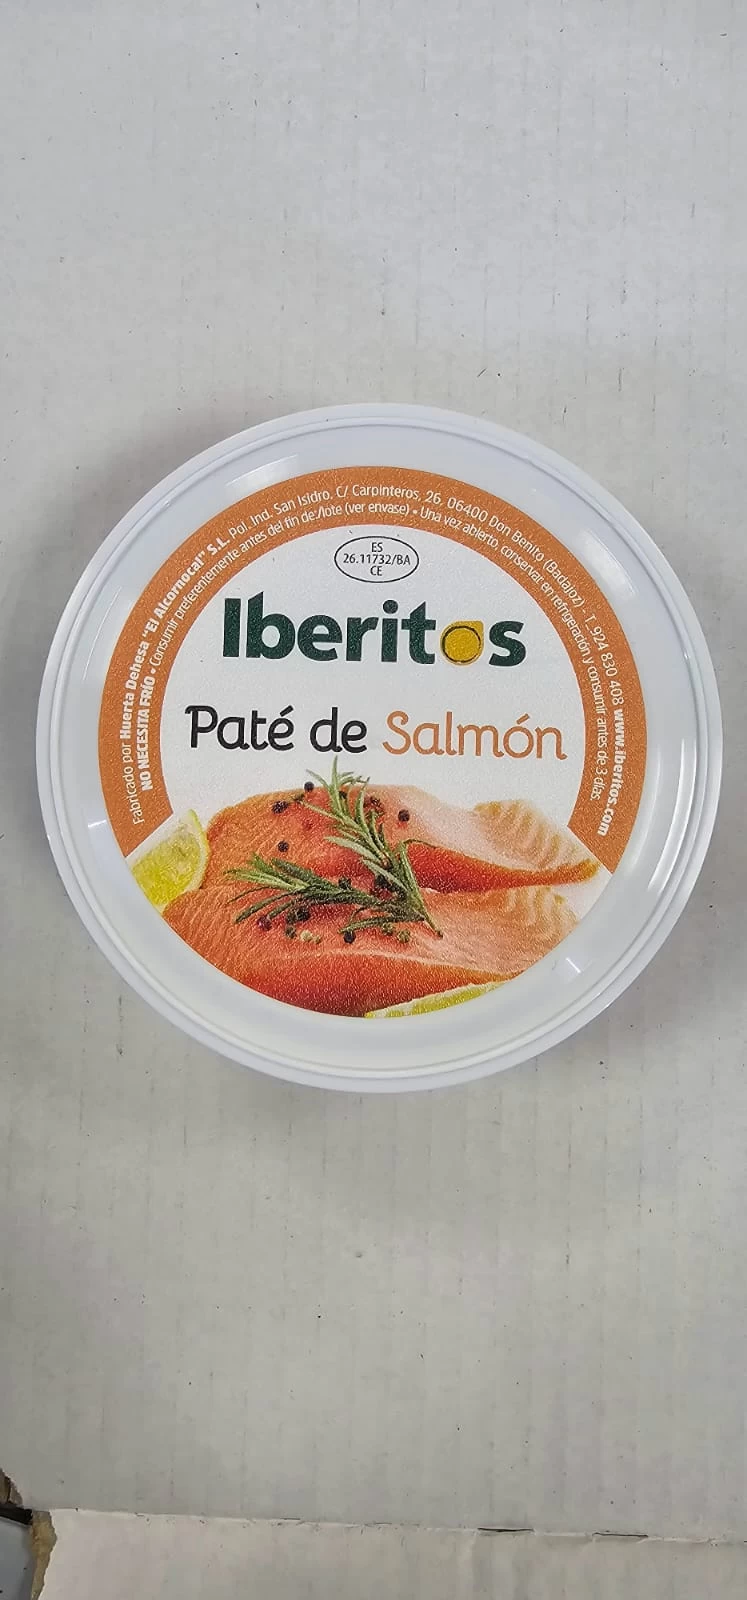 Fabricado por Huerta Dehesa "El Alcornocal" S.L. Pol. Ind. San Isidro. C/ Carpinteros, 26. 06400 Don Benito (Badajoz) · T. 924 830 408 www.iberitos.com
NO NECESITA FRÍO • Consumir preferentemente antes del fin de:/lote (ver envase) • Una vez abierto, conservar en refrigeración y consumir antes de 3 días
ES
26.11732/BA
CE
Iberitos
Paté de Salmón